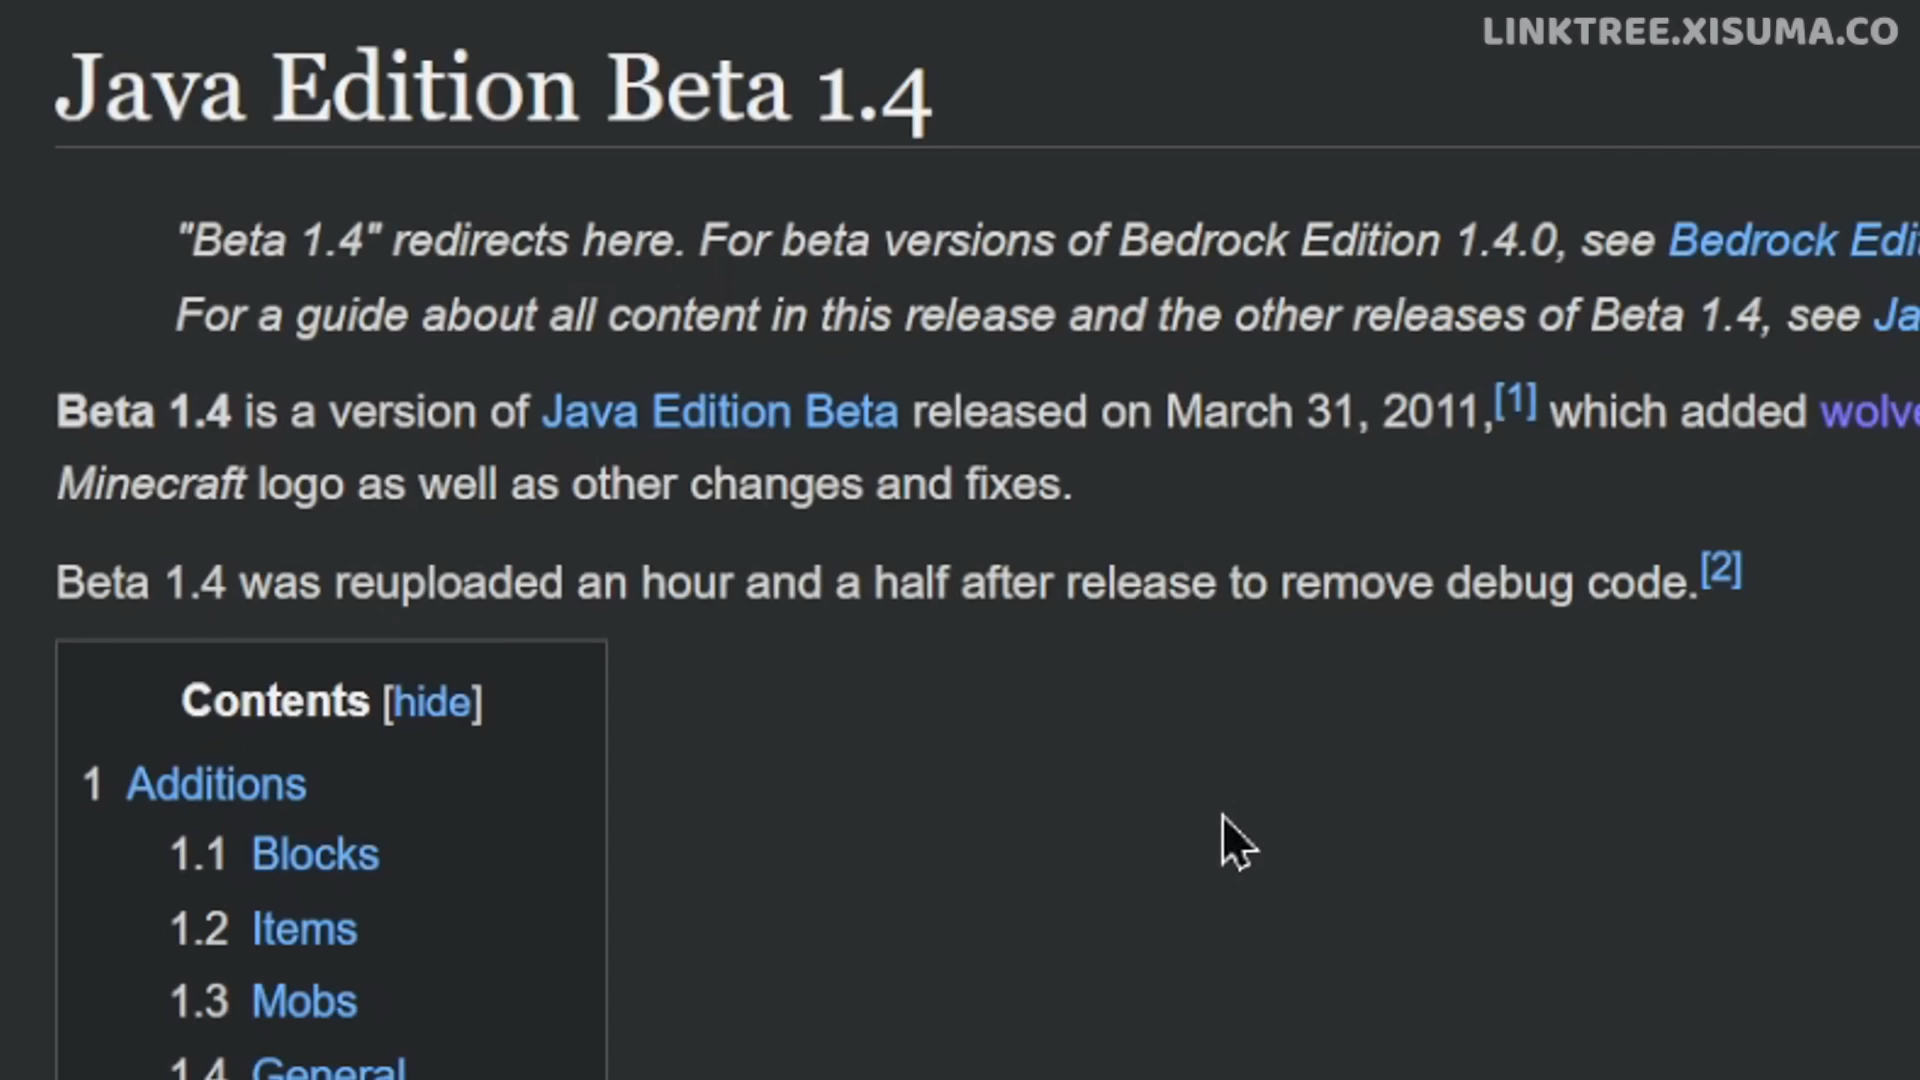 LINKTREE.XISUMA.CO
Java Edition Beta 1.4
"Beta 1.4" redirects here. For beta versions of Bedrock Edition 1.4.0, see Bedrock
For a guide about all content in this release and the other releases of Beta 1.4, see
Beta 1.4 is a version of Java Edition Beta released on March 31, 2011,[1] which added
Minecraft logo as well as other changes and fixes.
Beta 1.4 was reuploaded an hour and a half after release to remove debug code.[2]
Contents [hide]
1 Additions
1.1 Blocks
1.2 Items
1.3 Mobs
1.4 General